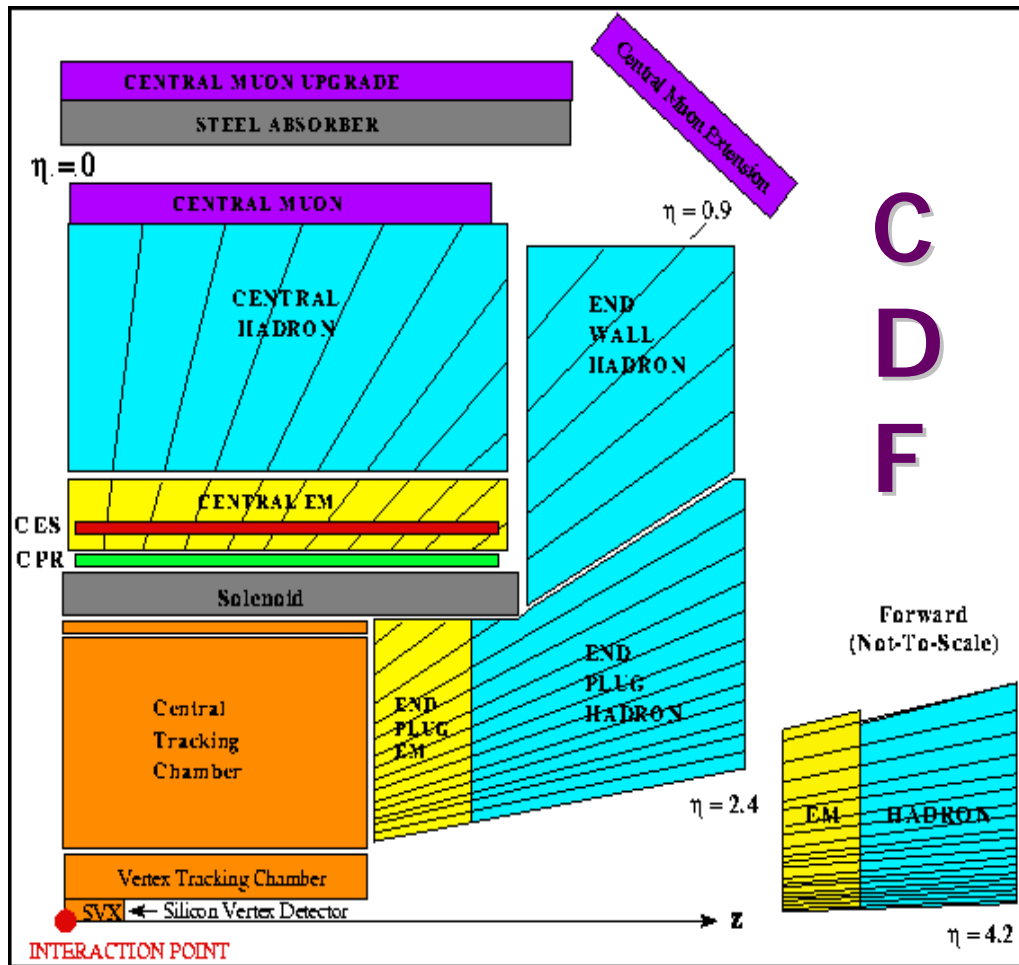 CENTRAL MUON UPGRADE
STEEL ABSORBER
Central Muon Extension
η = 0
CENTRAL MUON
η = 0.9
C
D
F
CENTRAL
HADRON
END
WALL
HADRON
CENTRAL EM
CES
CPR
Solenoid
Forward
(Not-To-Scale)
END
PLUG
HADRON
END
PLUG
EM
Central
Tracking
Chamber
η = 2.4
EM
HADRON
Vertex Tracking Chamber
SVX
Silicon Vertex Detector
z
η = 4.2
INTERACTION POINT